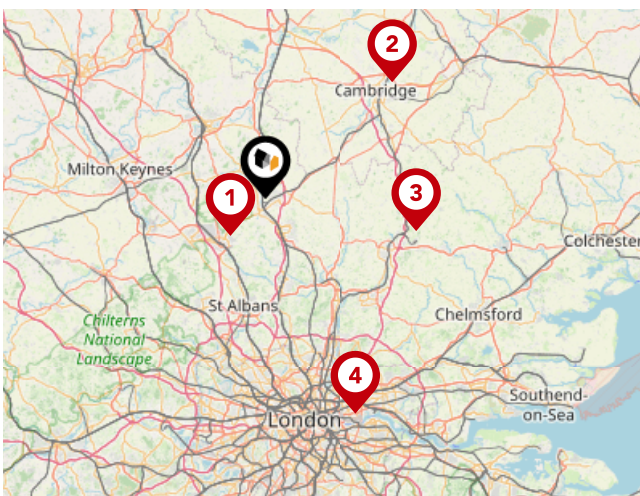 2
Cambridge
Milton Keynes
1
3
Colchester
St Albans
Chilterns
National
Landscape
Chelmsford
4
London
Southend-
on-Sea